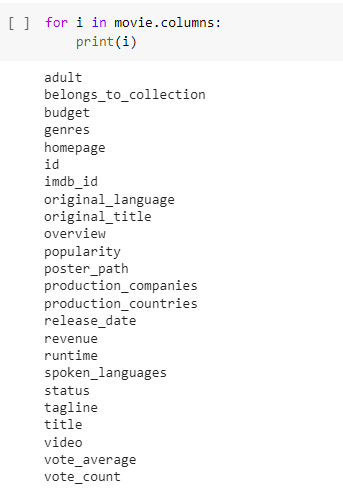 [ ] for i in movie.columns:
print(i)
adult
belongs_to_collection
budget
genres
homepage
id
imdb_id
original_language
original_title
overview
popularity
poster_path
production_companies
production_countries
release_date
revenue
runtime
spoken_languages
status
tagline
title
video
vote_average
vote_count